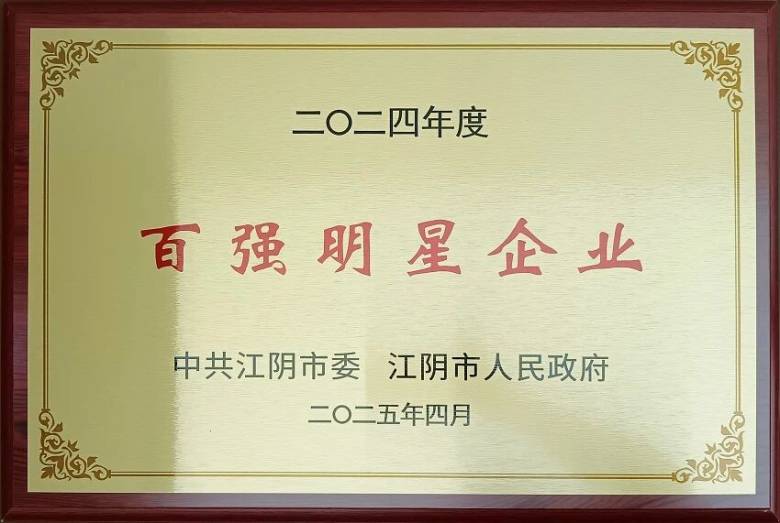 二〇二四年度
百强明星企业
中共江阴市委 江阴市人民政府
二〇二五年四月